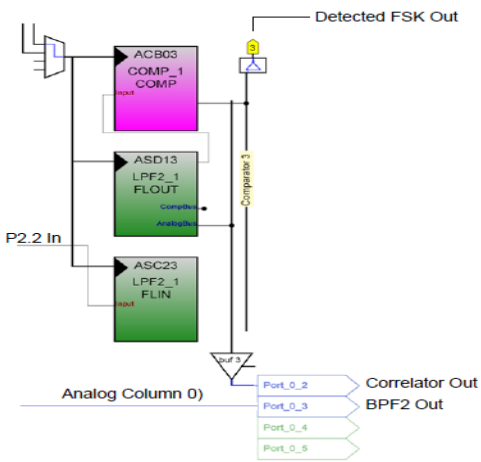 Detected FSK Out
3
ACB03
COMP_1
COMP
Input
ASD13
LPF2_1
FLOUT
CompBus
AnalogBus
Comparator 3
P2.2 In
ASC23
LPF2_1
FLIN
Input
buf 3
Port_0_2
Correlator Out
Analog Column 0)
Port_0_3
BPF2 Out
Port_0_4
Port_0_5